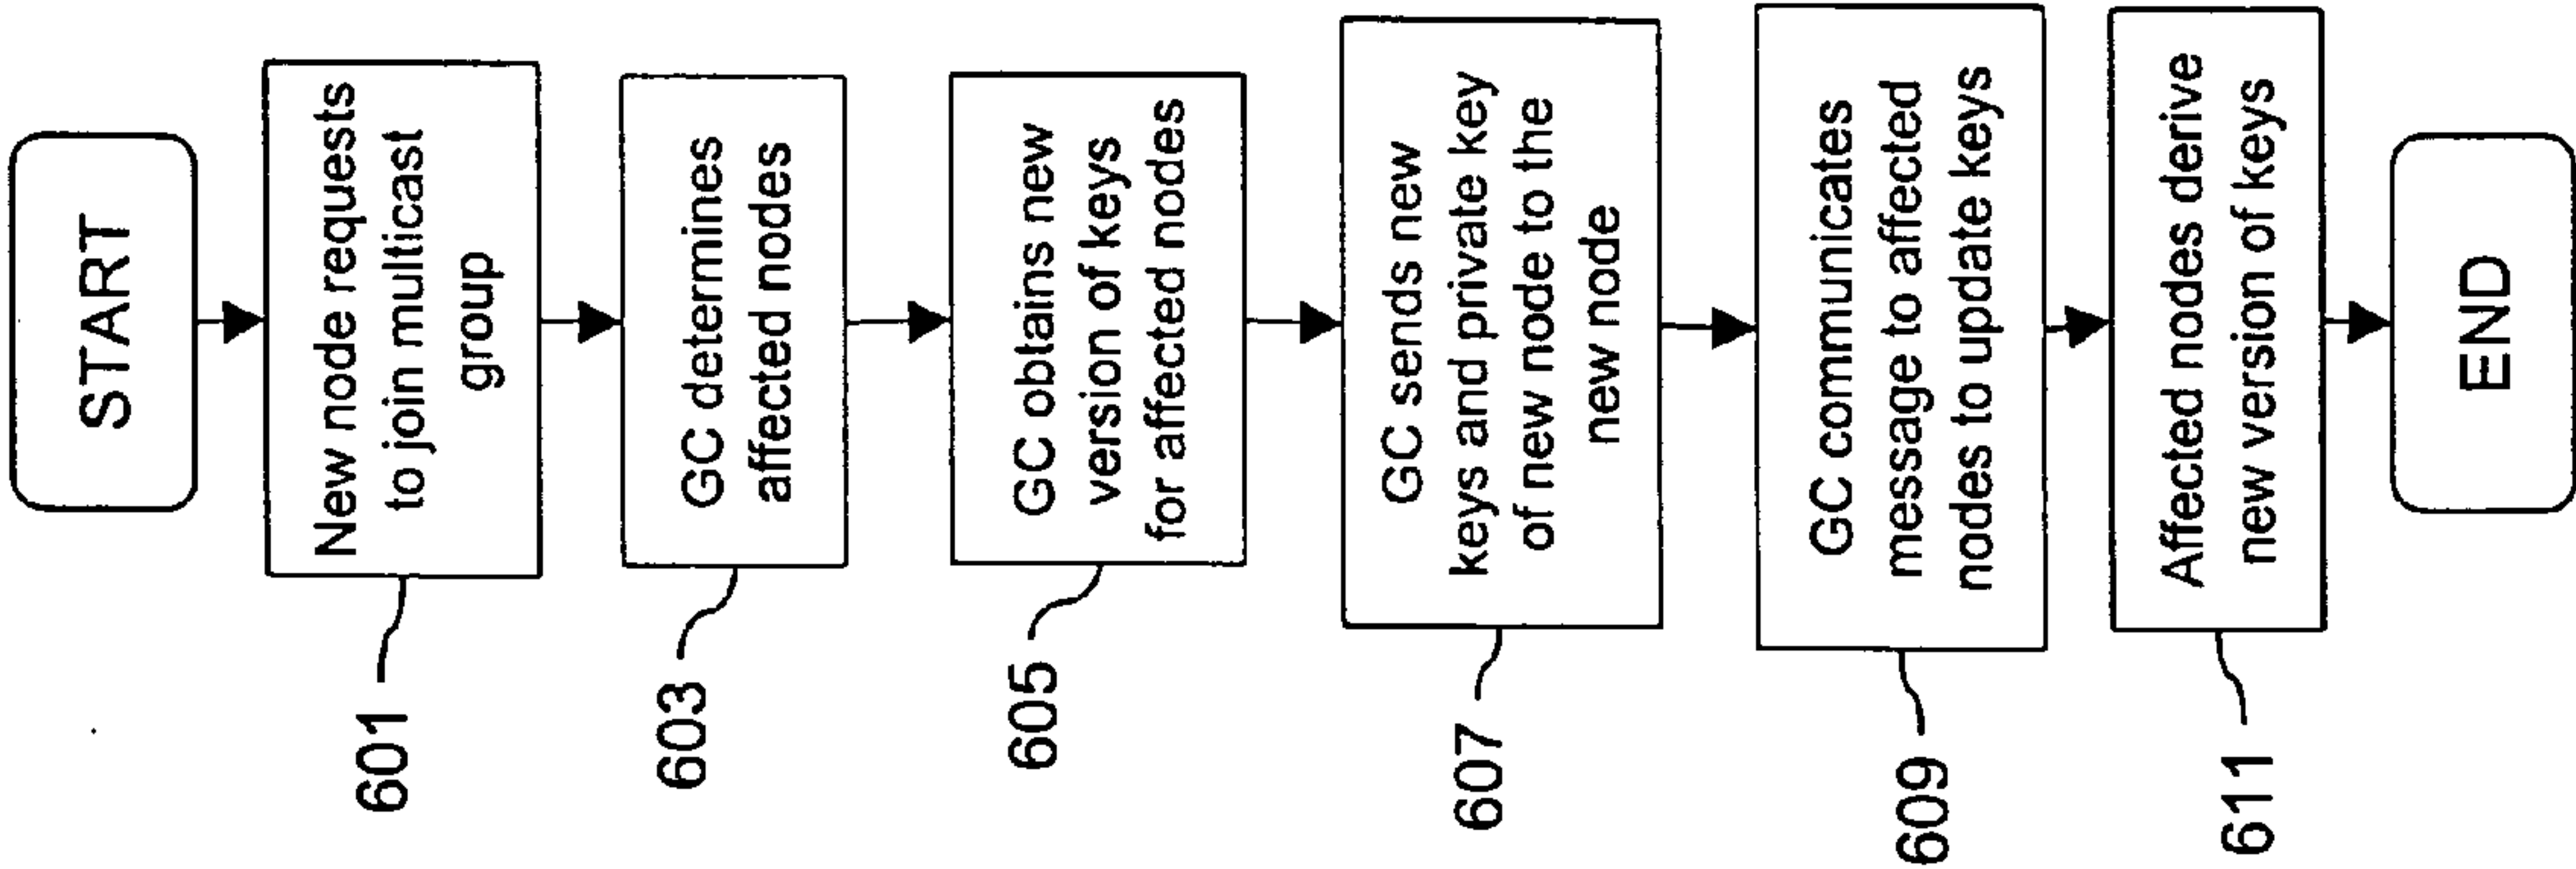 START
New node requests
to join multicast
group
601
GC determines
affected nodes
603
GC obtains new
version of keys
for affected nodes
605
GC sends new
keys and private key
of new node to the
new node
607
GC communicates
message to affected
nodes to update keys
609
Affected nodes derive
new version of keys
611
END